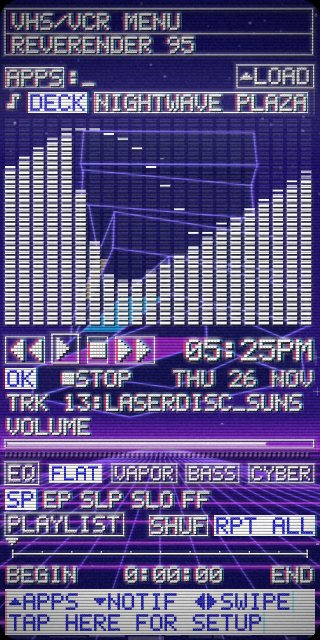 VHS/VCR MENU
REVERENDER 95
APPS:_ LOAD
DECK NIGHTWAVE PLAZA
05:25PM
OK STOP THU 26 NOV
TRK 13:LASERDISC_SUNS
VOLUME
EQ FLAT VAPOR BASS CYBER
SP EP SLP SLO FF
PLAYLIST SHUF RPT ALL
BEGIN 0:00:00 END
▲APPS ▼NOTIF ◀▶SWIPE
TAP HERE FOR SETUP